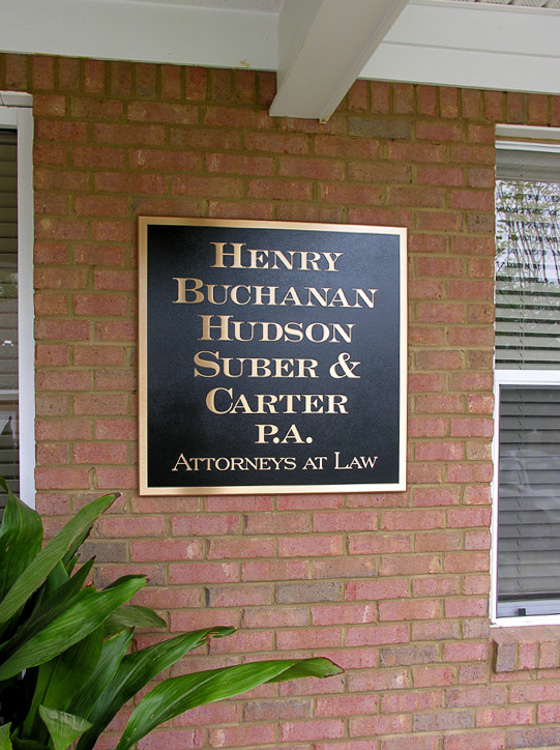 Henry
Buchanan
Hudson
Suber &
Carter
P.A.
Attorneys at Law